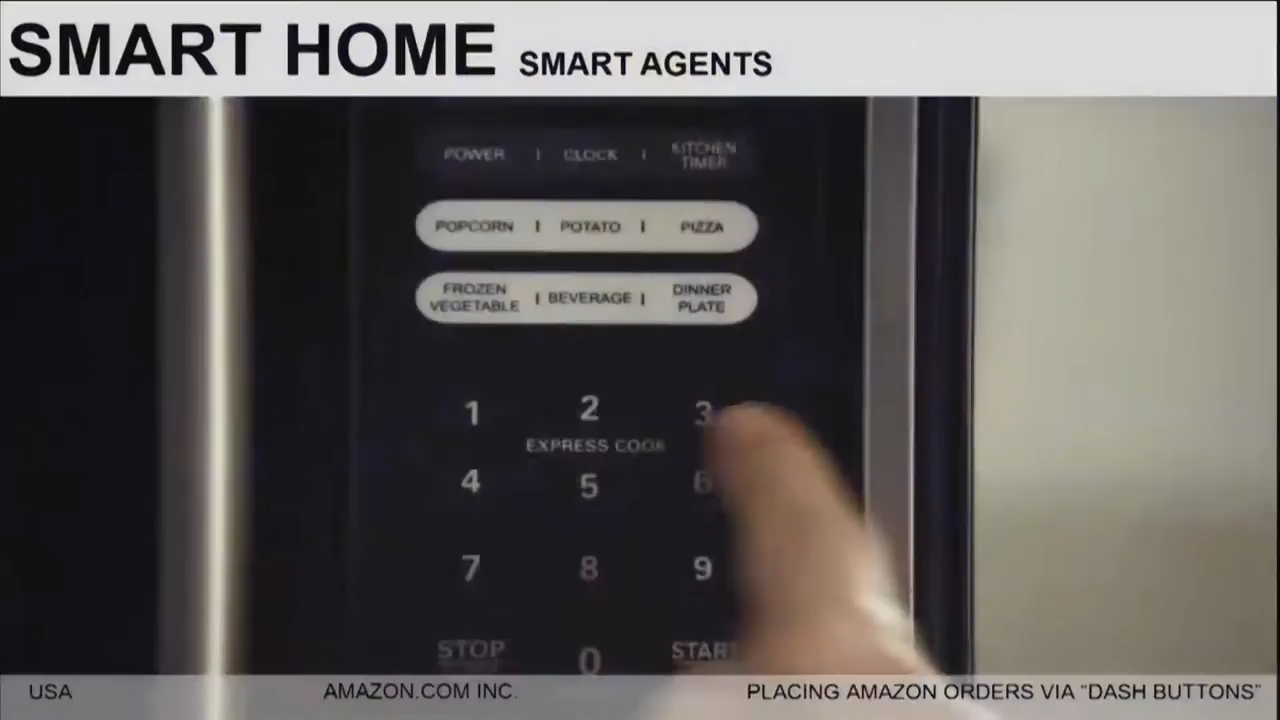 SMART HOME SMART AGENTS
POWER | CLOCK | KITCHEN TIMER
POPCORN | POTATO | PIZZA
FROZEN VEGETABLE | BEVERAGE | DINNER PLATE
1 2 3
EXPRESS COOK
4 5 6
7 8 9
STOP 0 START
USA AMAZON.COM INC. PLACING AMAZON ORDERS VIA "DASH BUTTONS"